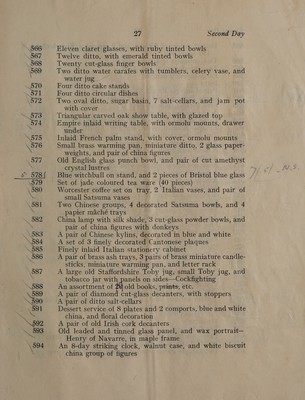 27 Second Day
566 Eleven claret glasses, with ruby tinted bowls
567 Twelve ditto, with emerald tinted bowls
568 Twenty cut-glass finger bowls
569 Two ditto water carafes with tumblers, celery vase, and
water jug
570 Four ditto cake stands
571 Four ditto circular dishes
572 Two oval ditto, sugar basin, 7 salt-cellars, and jam pot
with cover
573 Triangular carved oak show table, with glazed top
574 Empire inlaid writing table, with ormolu mounts, drawer
under
575 Inlaid French palm stand, with cover, ormolu mounts
576 Small brass warming pan, miniature ditto, 2 glass paper-
weights, and pair of china figures
577 Old English glass punch bowl, and pair of cut amethyst
crystal lustres
578 Blue witchball on stand, and 2 pieces of Bristol blue glass
579 Set of jade coloured tea ware (40 pieces)
580 Worcester coffee set on tray, 2 Italian vases, and pair of
small Satsuma vases
581 Two Chinese groups, 4 decorated Satsuma bowls, and 4
papier mâché trays
582 China lamp with silk shade, 3 cut-glass powder bowls, and
pair of china figures with donkeys
583 A pair of Chinese kylins, decorated in blue and white
584 A set of 3 finely decorated Cantonese plaques
585 Finely inlaid Italian stationery cabinet
586 A pair of brass ash trays, 3 pairs of brass miniature candle-
sticks, miniature warming pan, and letter rack
587 A large old Staffordshire Toby jug, small Toby jug, and
tobacco jar with panels on sides—Cockfighting
588 An assortment of old books, prints, etc.
589 A pair of diamond cut-glass decanters, with stoppers
590 A pair of ditto salt-cellars
591 Dessert service of 8 plates and 2 comports, blue and white
china, and floral decoration
592 A pair of old Irish cork decanters
593 Old leaded and tinned glass panel, and wax portrait—
Henry of Navarre, in maple frame
594 An 8-day striking clock, walnut case, and white biscuit
china group of figures